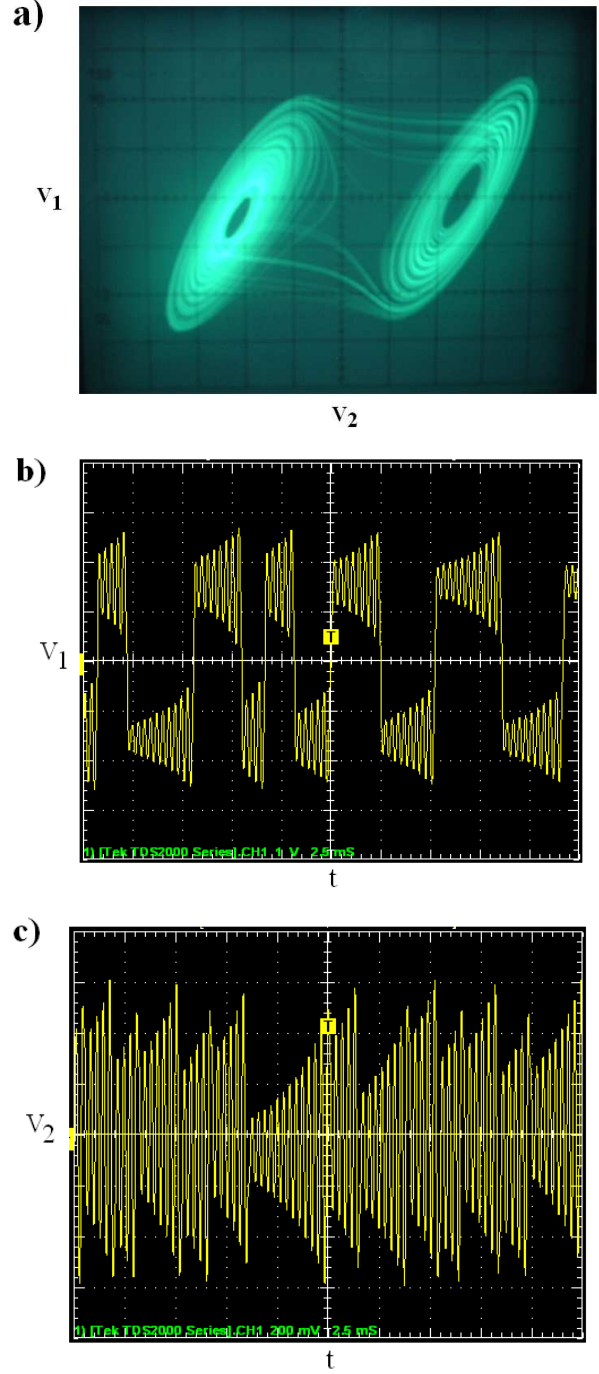 a)
V1
V2
b)
T
V1
1) [Tek TDS2000 Series].CH1 1 V 2.5 mS
t
c)
T
V2
1) [Tek TDS2000 Series].CH1 200 mV 2.5 mS
t